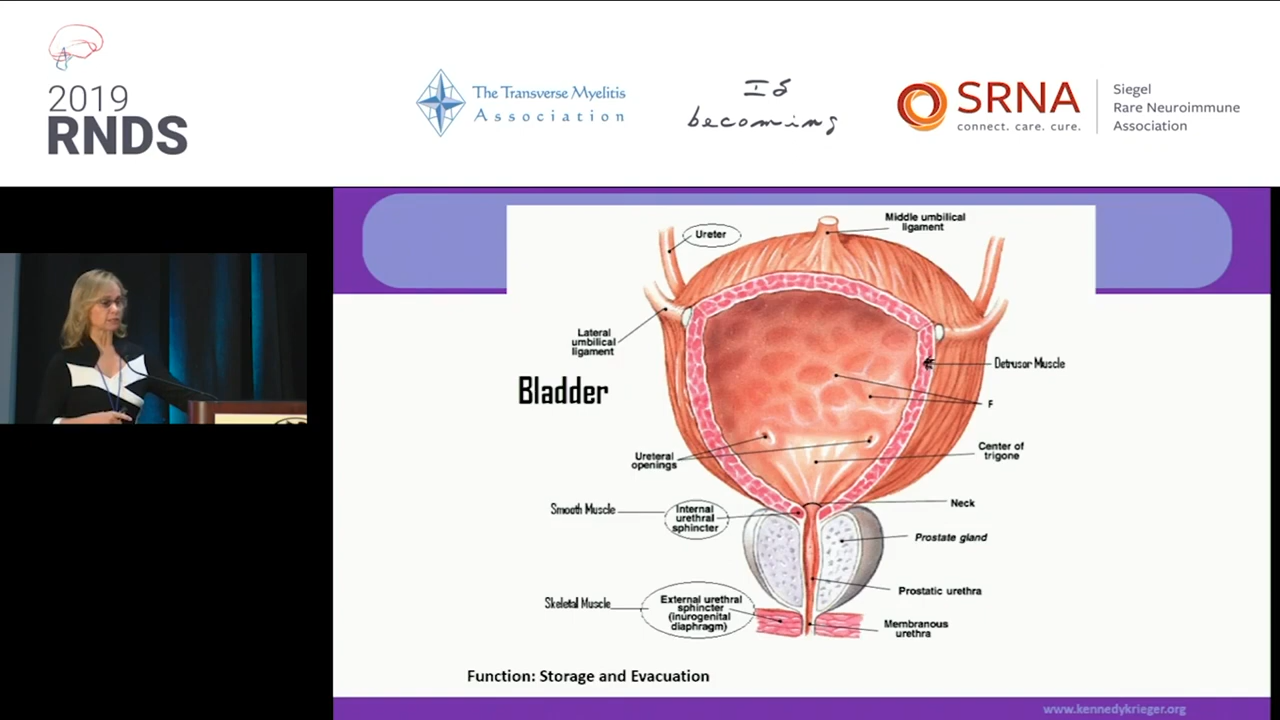 2019
RNDS
The Transverse Myelitis
Association
Is
becoming
SRNA
connect. care. cure.
Siegel
Rare Neuroimmune
Association
Middle umbilical
ligament
Ureter
Lateral
umbilical
ligament
Detrusor Muscle
Bladder
F
Ureteral
openings
Center of
trigone
Neck
Smooth Muscle
Internal
urethral
sphincter
Prostate gland
Prostatic urethra
Skeletal Muscle
External urethral
sphincter
(inurogenital
diaphragm)
Membranous
urethra
Function: Storage and Evacuation
www.kennedykrieger.org